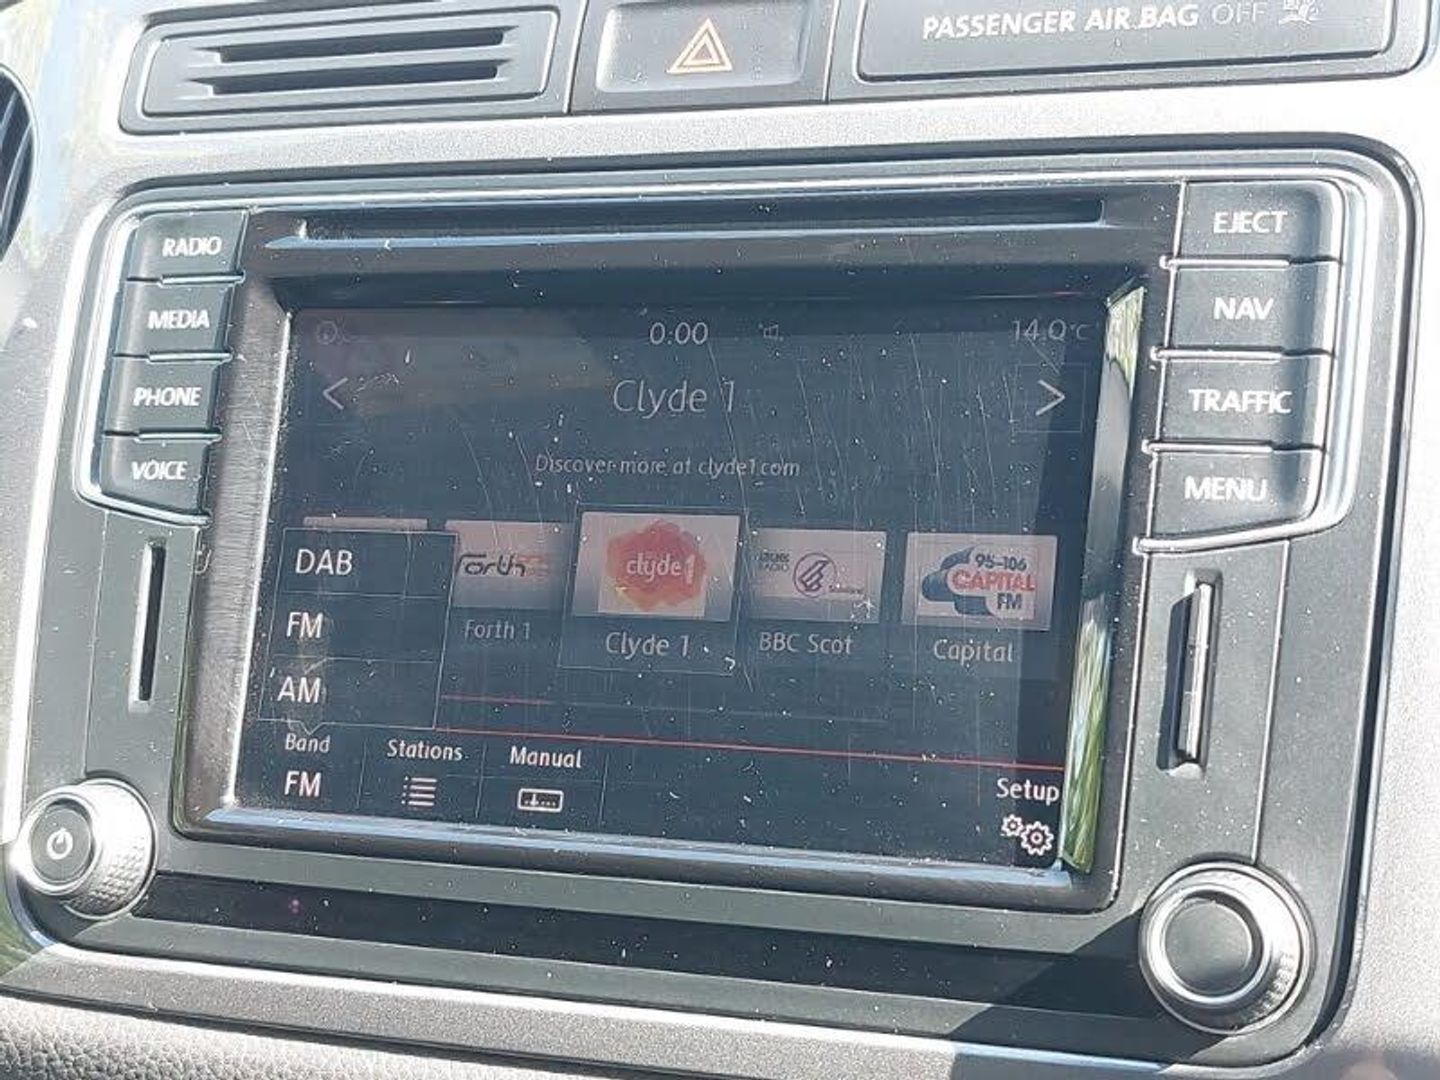 PASSENGER AIR BAG OFF
RADIO
MEDIA
PHONE
VOICE
EJECT
NAV
TRAFFIC
MENU
0:00
14.0°C
< Clyde 1 >
Discover more at clyde1.com
DAB
FM
AM
Forth
Forth 1
clyde1
Clyde 1
BBC Scot
95-106
CAPITAL
FM
Capital
Band
FM
Stations
Manual
Setup